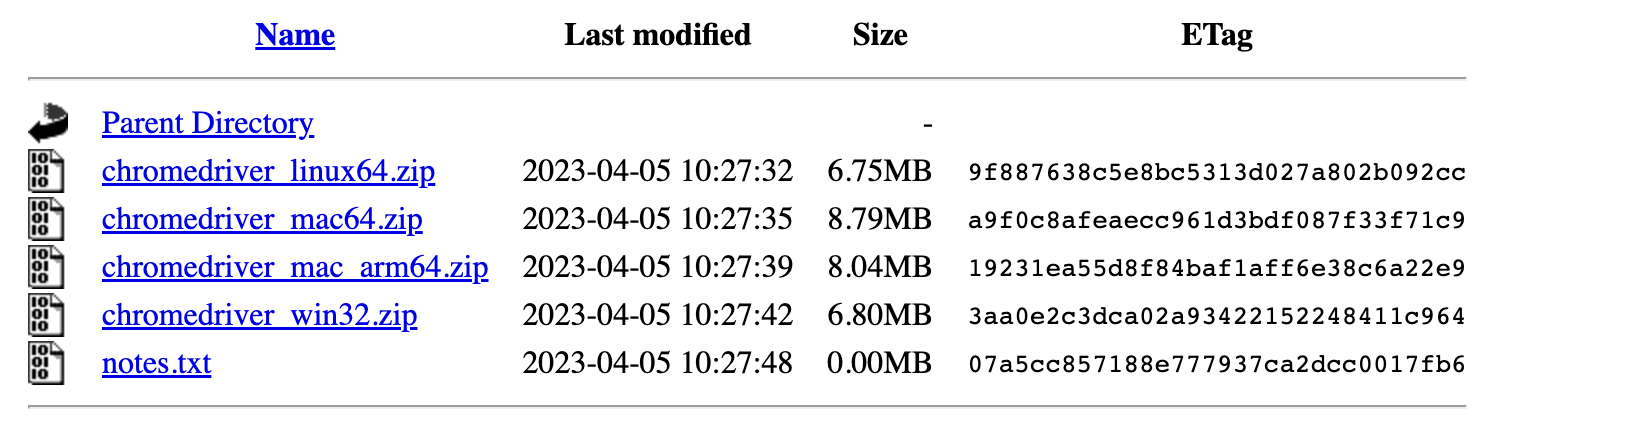 Name Last modified Size ETag
Parent Directory -
chromedriver_linux64.zip 2023-04-05 10:27:32 6.75MB 9f887638c5e8bc5313d027a802b092cc
chromedriver_mac64.zip 2023-04-05 10:27:35 8.79MB a9f0c8afeaecc961d3bdf087f33f71c9
chromedriver_mac_arm64.zip 2023-04-05 10:27:39 8.04MB 19231ea55d8f84baf1aff6e38c6a22e9
chromedriver_win32.zip 2023-04-05 10:27:42 6.80MB 3aa0e2c3dca02a93422152248411c964
notes.txt 2023-04-05 10:27:48 0.00MB 07a5cc857188e777937ca2dcc0017fb6